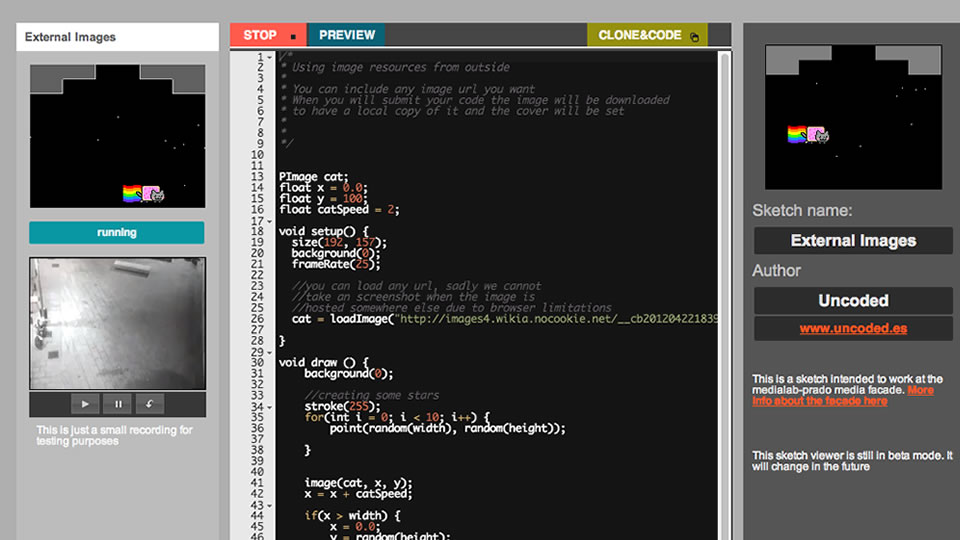 External Images
running
This is just a small recording for
testing purposes
STOP
PREVIEW
CLONE&CODE
1 /*
2 * Using image resources from outside
3 *
4 * You can include any image url you want
5 * When you will submit your code the image will be downloaded
6 * to have a local copy of it and the cover will be set
7 *
8 *
9 */
10
11
13 PImage cat;
14 float x = 0.0;
15 float y = 100;
16 float catSpeed = 2;
17
18 void setup() {
19 size(192, 157);
20 background(0);
21 frameRate(25);
22
23 //you can load any url, sadly we cannot
24 //take an screenshot when the image is
25 //hosted somewhere else due to browser limitations
26 cat = loadImage("http://images4.wikia.nocookie.net/__cb201204221839
27
28 }
29
30 void draw () {
31 background(0);
32
33 //creating some stars
34 stroke(255);
35 for(int i = 0; i < 10; i++) {
36 point(random(width), random(height));
37
38 }
39
40
41 image(cat, x, y);
42 x = x + catSpeed;
43
44 if(x > width) {
45 x = 0.0;
46 y = random(height);
Sketch name:
External Images
Author
Uncoded
www.uncoded.es
This is a sketch intended to work at the
medialab-prado media facade. More
info about the facade here
This sketch viewer is still in beta mode. It
will change in the future